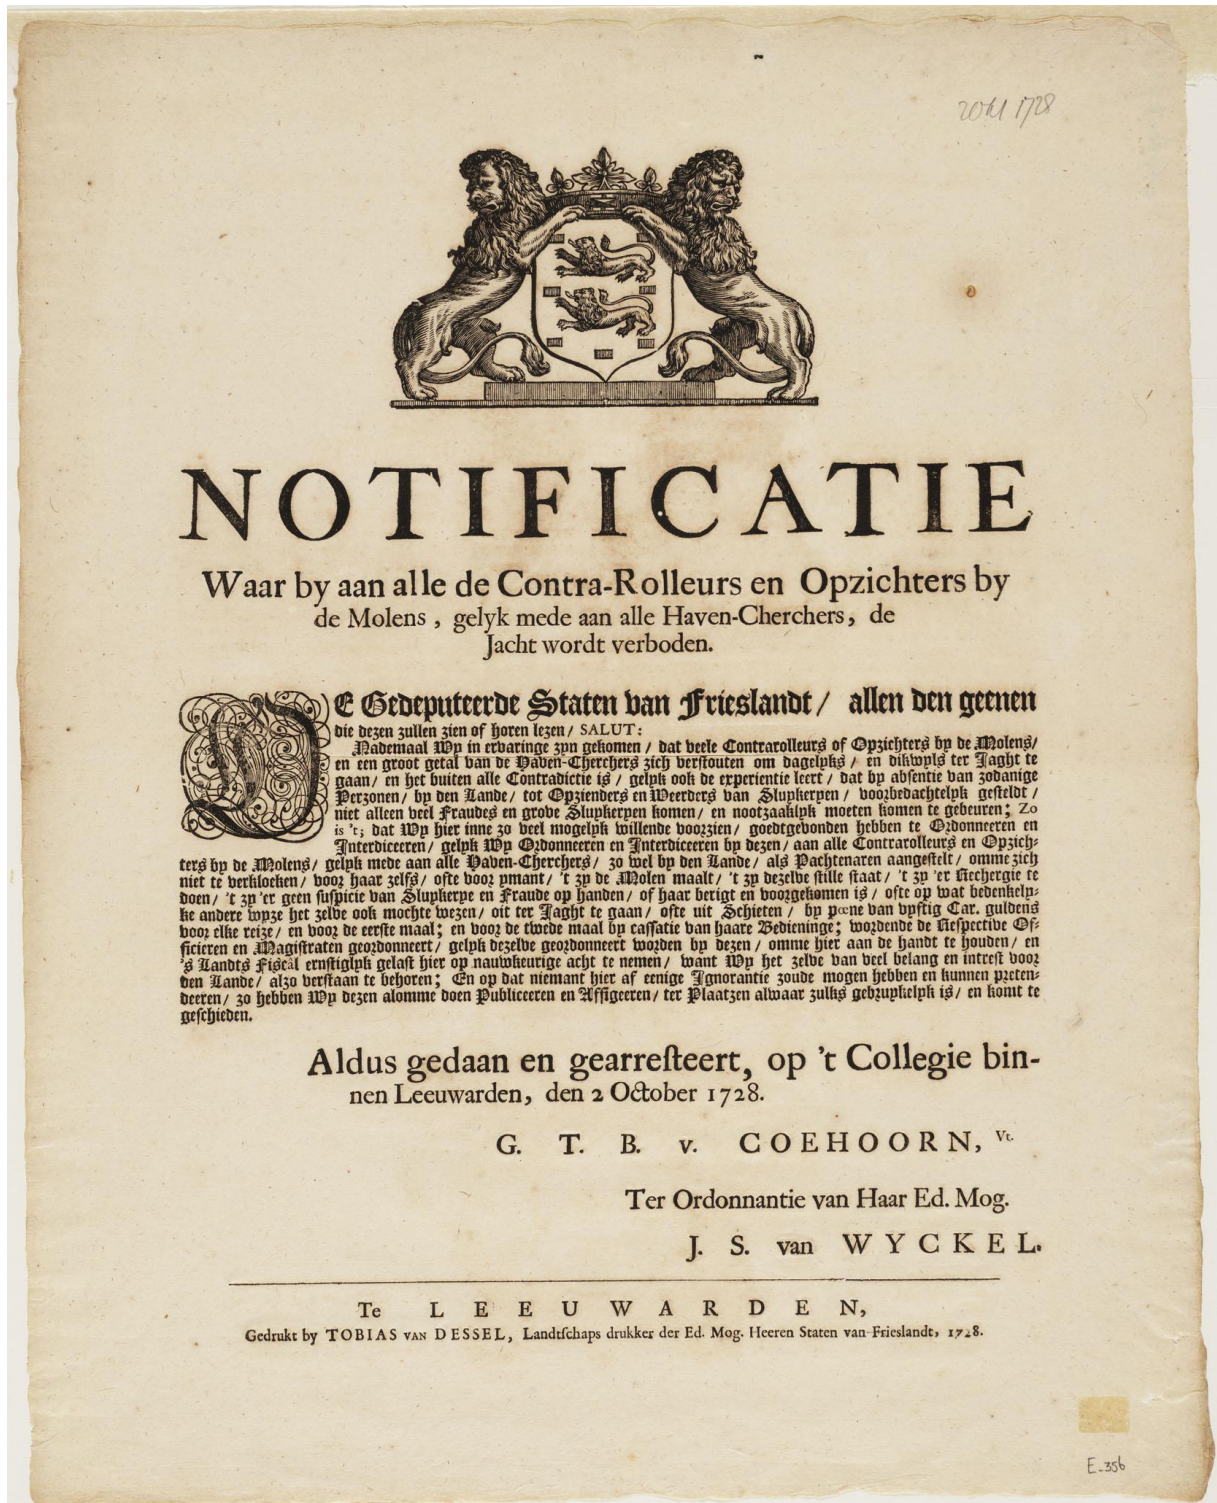 2 Oct 1728
NOTIFICATIE
Waar by aan alle de Contra-Rolleurs en Opzichters by
de Molens, gelyk mede aan alle Haven-Cherchers, de
Jacht wordt verboden.
DE Gedeputeerde Staten van Frieslandt / allen den geenen
die dezen zullen zien of horen lezen / SALUT:
Nademaal Wy in ervaringe zyn gekomen / dat veele Contrarolleurs of Opzichters by de Molens /
en een groot getal van de Haven-Cherchers zich verstouten om dagelyks / en dikwyls ter Jaght te
gaan / en het buiten alle Contradictie is / gelyk ook de experientie leert / dat by absentie van zodanige
Perzonen / by den Lande / tot Opzienders en Weerders van Sluykeryen / voorbedachtelyk gesteldt /
niet alleen veel Fraudes en grove Sluykeryen komen / en nootzaaklyk moeten komen te gebeuren; Zo
is 't; dat Wy hier inne zo veel mogelyk willende voorzien / goedtgevonden hebben te Ordonneeren en
Interdiceeren / gelyk Wy Ordonneeren en Interdiceeren by dezen / aan alle Contrarolleurs en Opzich-
ters by de Molens / gelyk mede aan alle Haven-Cherchers / zo wel by den Lande / als Pachtenaren aangestelt / omme zich
niet te verkloeken / voor haar zelfs / ofte voor ymant / 't zy de Molen maalt / 't zy dezelve stille staat / 't zy 'er Rechergie te
doen / 't zy 'er geen suspicie van Sluykerye en Fraude op handen / of haar berigt en voorgekomen is / ofte op wat bedenkely-
ke andere wyze het zelve ook mochte wezen / oit ter Jaght te gaan / ofte uit Schieten / by pœne van vyftig Car. guldens
voor elke reize / en voor de eerste maal; en voor de twede maal by cassatie van haare Bedieninge; wordende de Respective Of-
ficieren en Magistraten geordonneert / gelyk dezelve geordonneert worden by dezen / omme hier aan de handt te houden / en
's Landts Fiscál ernstiglyk gelast hier op nauwkeurige acht te nemen / want Wy het zelve van veel belang en intrest voor
den Lande / alzo verstaan te behoren; En op dat niemant hier af eenige Ignorantie zoude mogen hebben en kunnen preten-
deeren / zo hebben Wy dezen alomme doen Publiceeren en Affigeeren / ter Plaatzen alwaar zulks gebruykelyk is / en komt te
geschieden.
Aldus gedaan en gearresteert, op 't Collegie bin-
nen Leeuwarden, den 2 October 1728.
G. T. B. v. COEHOORN, Vt.
Ter Ordonnantie van Haar Ed. Mog.
J. S. van WYCKEL.
Te LEEUWARDEN,
Gedrukt by TOBIAS VAN DESSEL, Landtschaps drukker der Ed. Mog. Heeren Staten van Frieslandt, 1728.
E-356